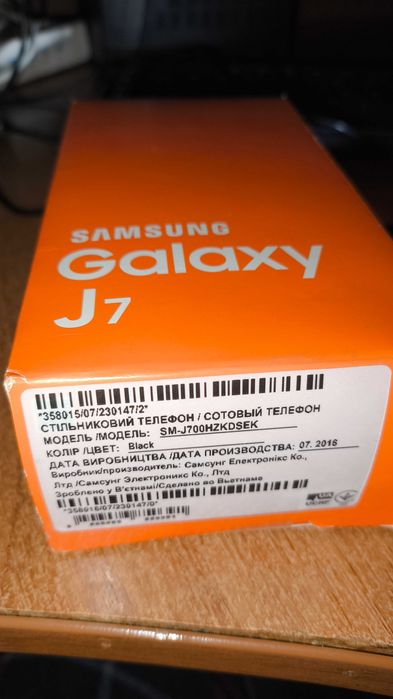 SAMSUNG
Galaxy
J7
*358015/07/230147/2*
СТІЛЬНИКОВИЙ ТЕЛЕФОН / СОТОВЫЙ ТЕЛЕФОН
МОДЕЛЬ /МОДЕЛЬ: SM-J700HZKDSEK
КОЛІР /ЦВЕТ: Black
ДАТА ВИРОБНИЦТВА /ДАТА ПРОИЗВОДСТВА: 07. 2016
Виробник/производитель: Самсунг Електронікс Ко.,
Лтд /Самсунг Электроникс Ко., Лтд
Зроблено у В'єтнамі/Сделано во Вьетнаме
*358016/07/230147/0*